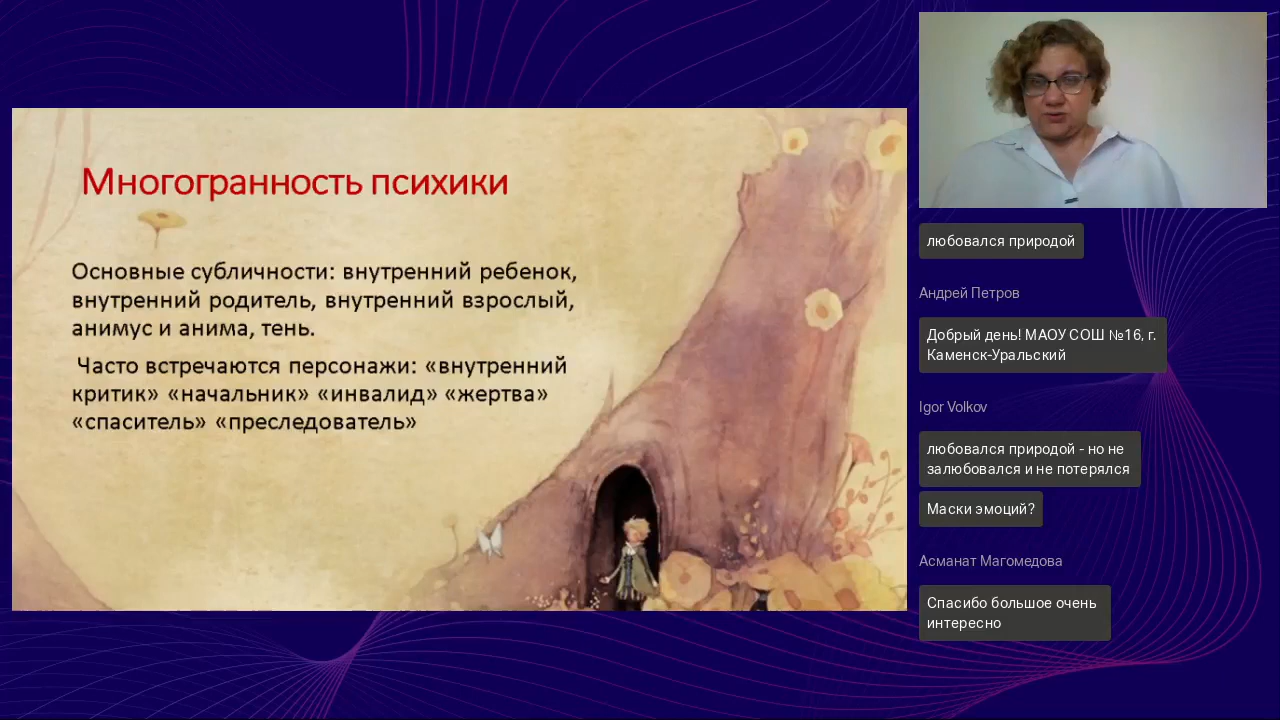 Многогранность психики
Основные субличности: внутренний ребенок,
внутренний родитель, внутренний взрослый,
анимус и анима, тень.
Часто встречаются персонажи: «внутренний
критик» «начальник» «инвалид» «жертва»
«спаситель» «преследователь»
любовался природой
Андрей Петров
Добрый день! МАОУ СОШ №16, г.
Каменск-Уральский
Igor Volkov
любовался природой - но не
залюбовался и не потерялся
Маски эмоций?
Асманат Магомедова
Спасибо большое очень
интересно